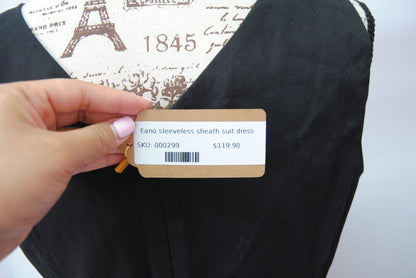 GRAND PRIX
1845
Eano sleeveless sheath suit dress
SKU: 000299 $119.98